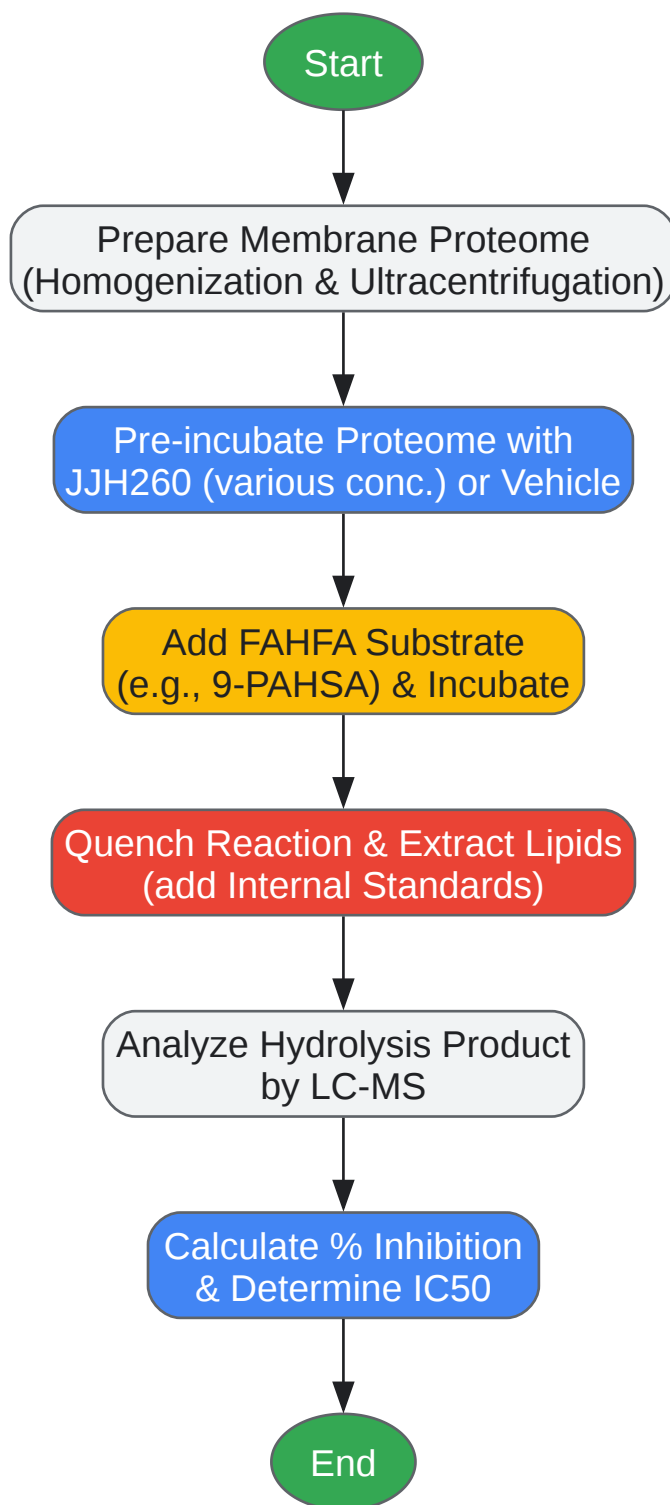 Start
Prepare Membrane Proteome
(Homogenization & Ultracentrifugation)
Pre-incubate Proteome with
JJH260 (various conc.) or Vehicle
Add FAHFA Substrate
(e.g., 9-PAHSA) & Incubate
Quench Reaction & Extract Lipids
(add Internal Standards)
Analyze Hydrolysis Product
by LC-MS
Calculate % Inhibition
& Determine IC50
End